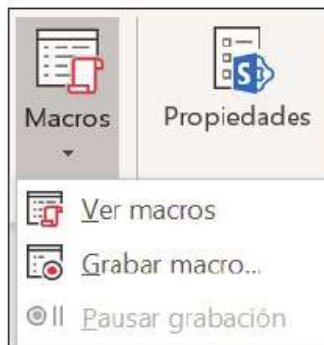 Macros
Propiedades
Ver macros
Grabar macro...
Pausar grabación